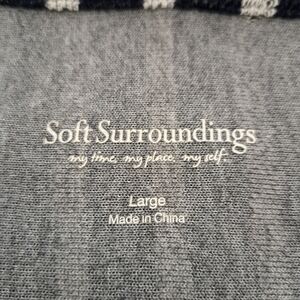 Soft Surroundings
my time. my place. my self.
Large
Made in China